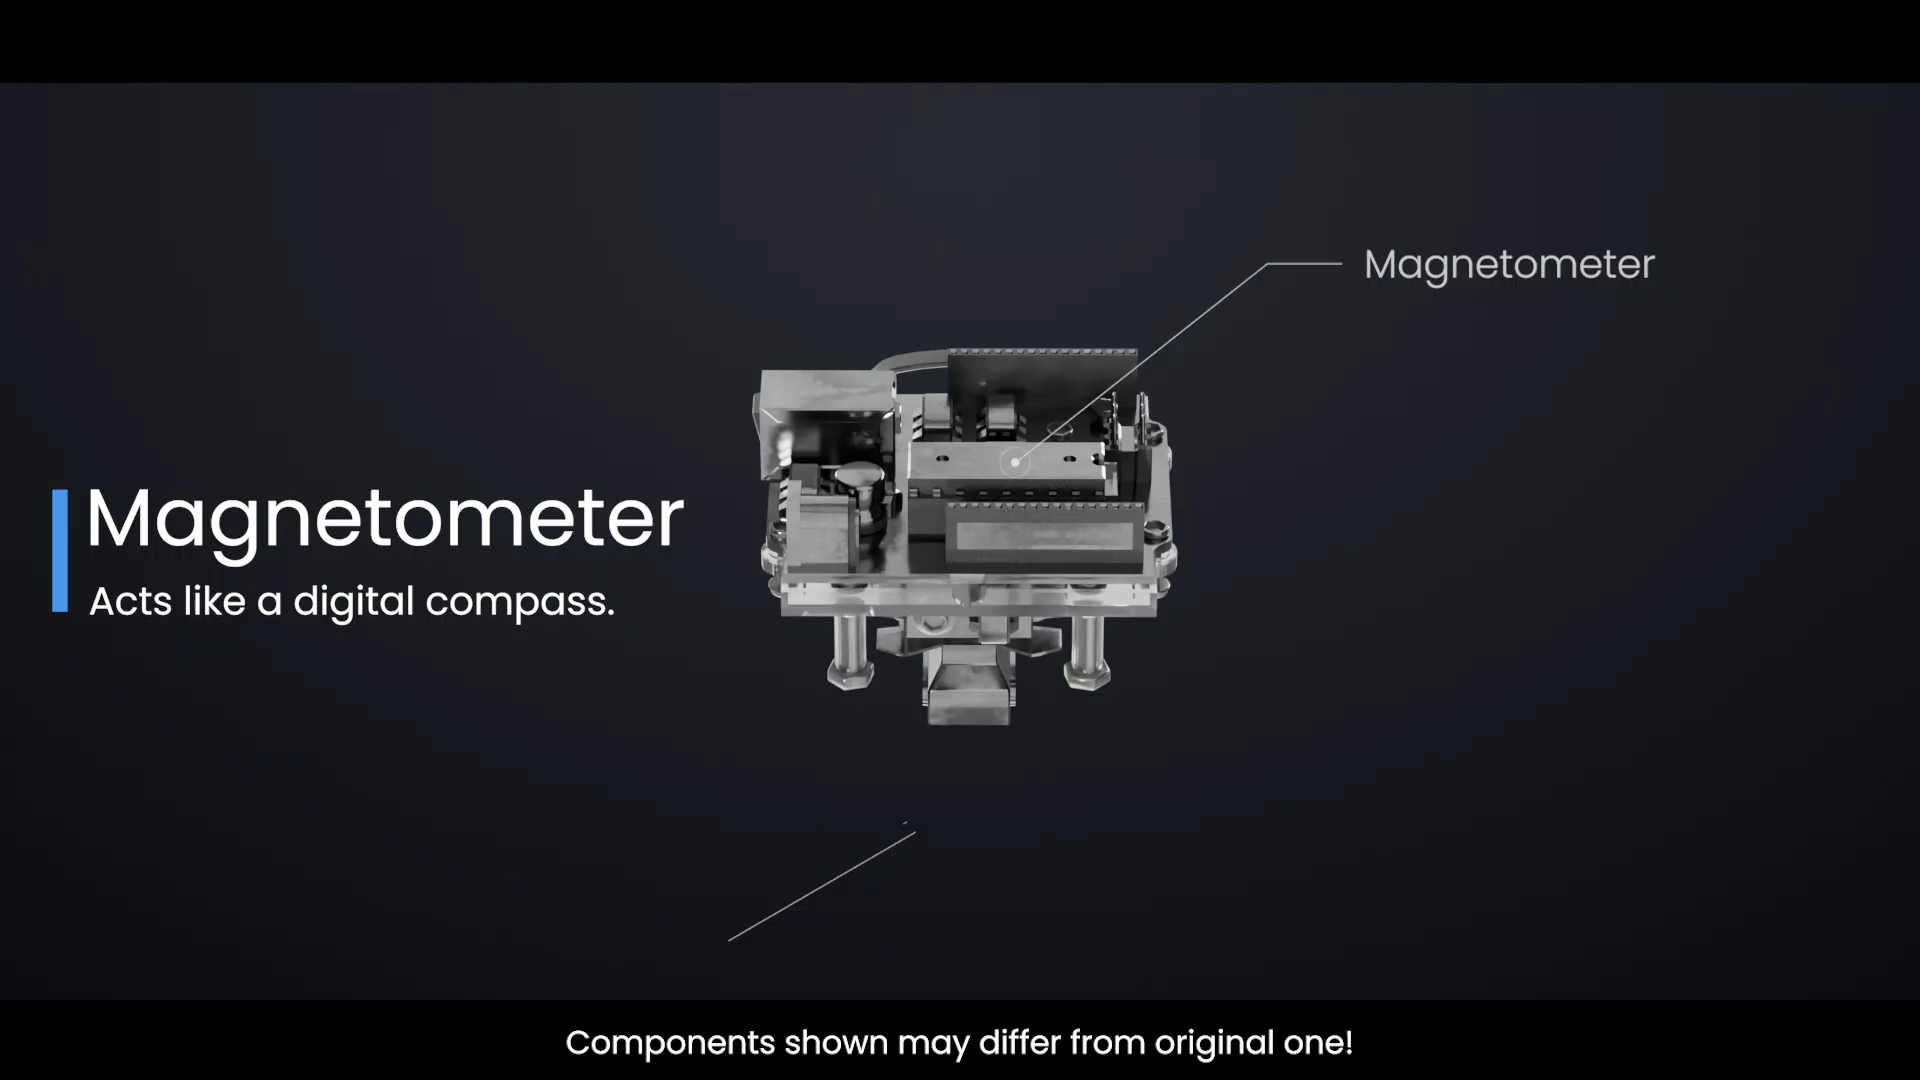 Magnetometer
Magnetometer
Acts like a digital compass.
Components shown may differ from original one!